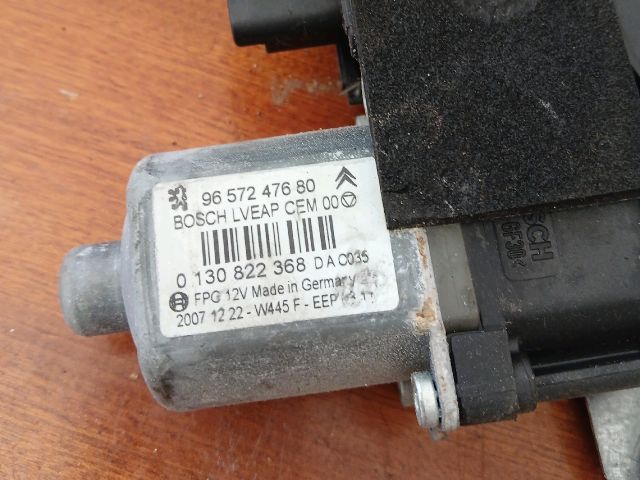 96 572 476 80
BOSCH LVEAP CEM 00
0 130 822 368 DAC035
FPG 12V Made in Germany
2007 12 22 - W445 F - EEP